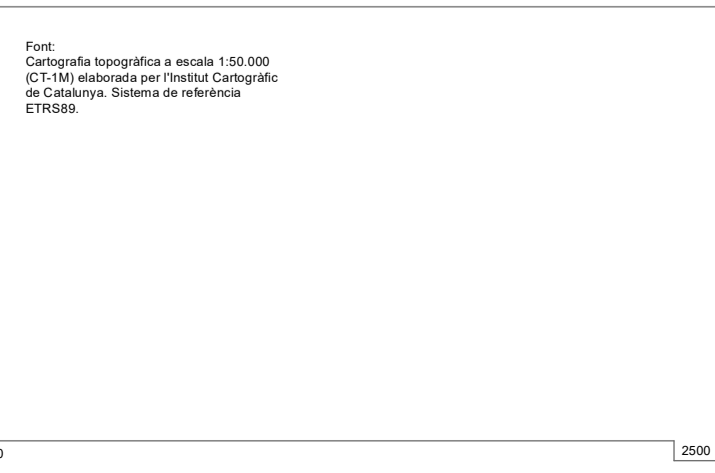 Font:
Cartografia topogràfica a escala 1:50.000
(CT-1M) elaborada per l'Institut Cartogràfic
de Catalunya. Sistema de referència
ETRS89.
2500